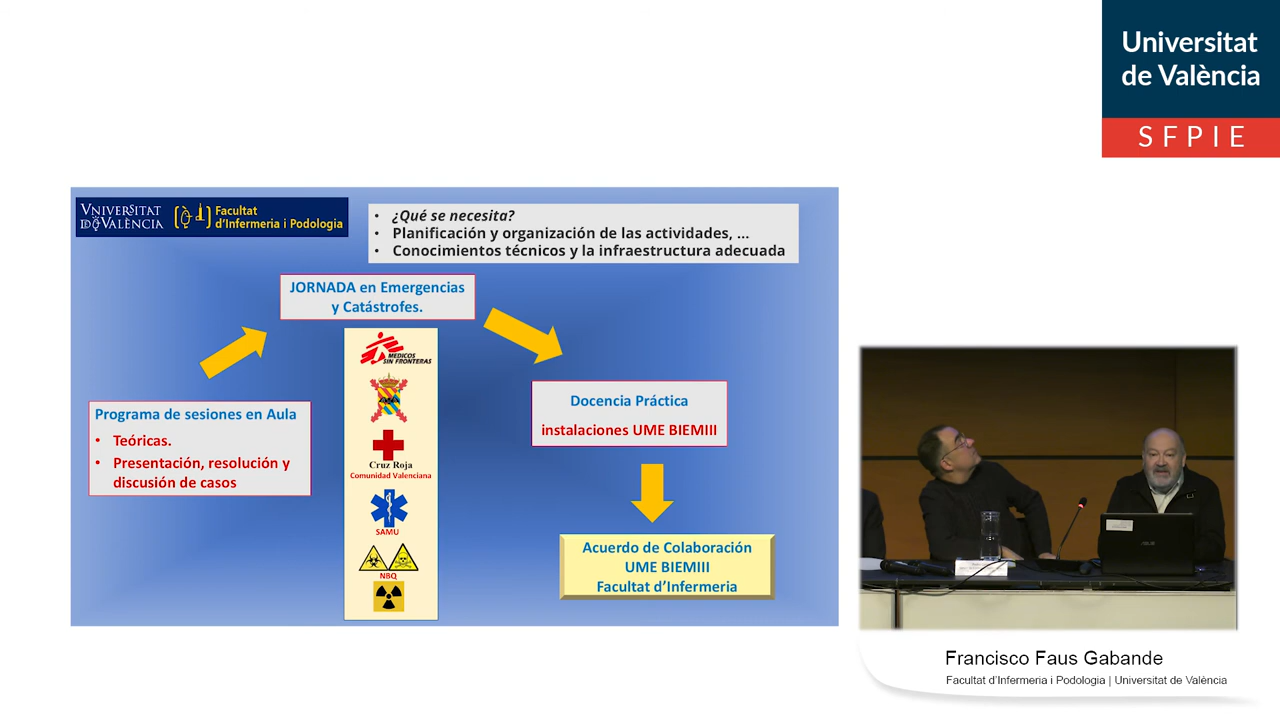 Universitat
de València
SFPIE
VNIVERSITAT
DE VALÈNCIA
Facultat
d'Infermeria i Podologia
• ¿Qué se necesita?
• Planificación y organización de las actividades, ...
• Conocimientos técnicos y la infraestructura adecuada
JORNADA en Emergencias
y Catástrofes.
MEDICOS
SIN FRONTERAS
Cruz Roja
Comunidad Valenciana
SAMU
NBQ
Programa de sesiones en Aula
• Teóricas.
• Presentación, resolución y
discusión de casos
Docencia Práctica
instalaciones UME BIEMIII
Acuerdo de Colaboración
UME BIEMIII
Facultat d'Infermeria
Francisco Faus Gabande
Facultat d'Infermeria i Podologia | Universitat de València